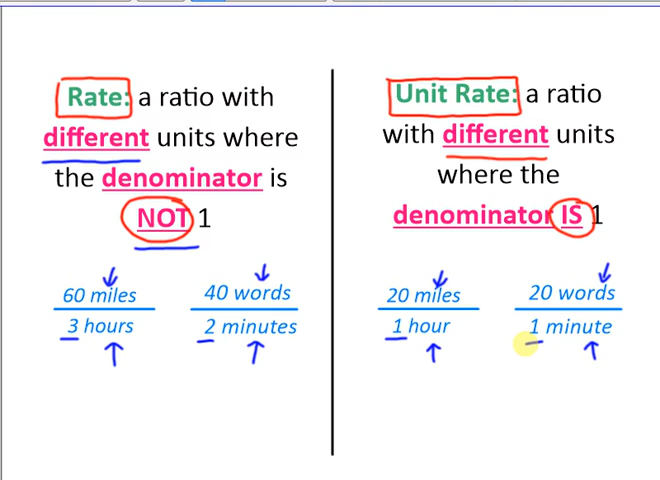 Rate: a ratio with
different units where
the denominator is
NOT 1
60 miles
3 hours
40 words
2 minutes
Unit Rate: a ratio
with different units
where the
denominator IS 1
20 miles
1 hour
20 words
1 minute